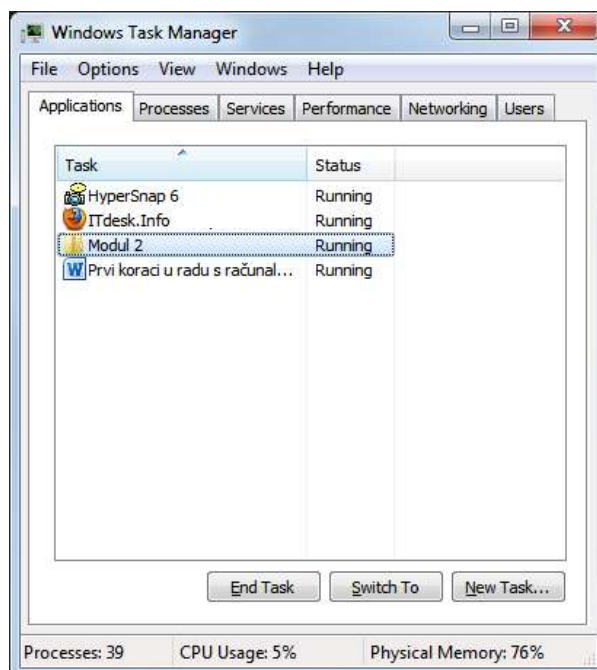 Windows Task Manager
File Options View Windows Help
Applications Processes Services Performance Networking Users
Task Status
HyperSnap 6 Running
ITdesk.Info Running
Modul 2 Running
Prvi koraci u radu s računal... Running
End Task Switch To New Task...
Processes: 39 CPU Usage: 5% Physical Memory: 76%